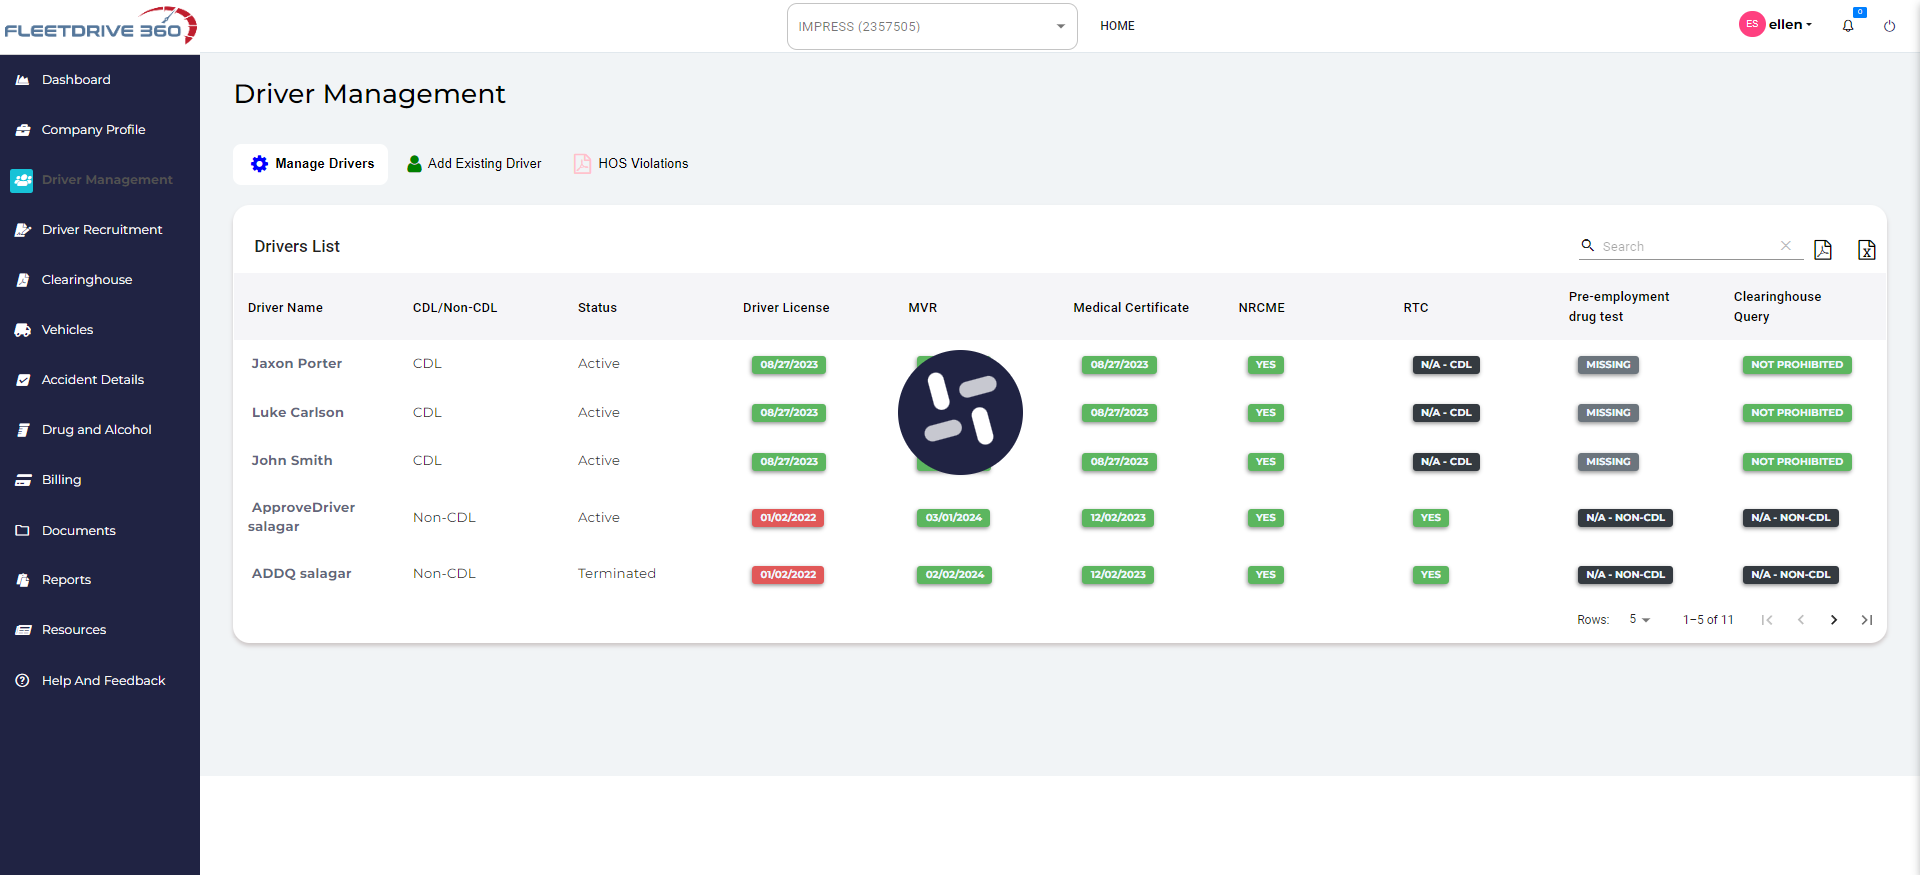 FLEETDRIVE 360
IMPRESS (2357505)
HOME
ES
ellen
0
Dashboard
Company Profile
Driver Management
Driver Recruitment
Clearinghouse
Vehicles
Accident Details
Drug and Alcohol
Billing
Documents
Reports
Resources
Help And Feedback
Driver Management
Manage Drivers
Add Existing Driver
HOS Violations
Drivers List
Search
Driver Name CDL/Non-CDL Status Driver License MVR Medical Certificate NRCME RTC Pre-employment drug test Clearinghouse Query
Jaxon Porter CDL Active 08/27/2023 08/27/2023 YES N/A - CDL MISSING NOT PROHIBITED
Luke Carlson CDL Active 08/27/2023 08/27/2023 YES N/A - CDL MISSING NOT PROHIBITED
John Smith CDL Active 08/27/2023 08/27/2023 YES N/A - CDL MISSING NOT PROHIBITED
ApproveDriver salagar Non-CDL Active 01/02/2022 03/01/2024 12/02/2023 YES YES N/A - NON-CDL N/A - NON-CDL
ADDQ salagar Non-CDL Terminated 01/02/2022 02/02/2024 12/02/2023 YES YES N/A - NON-CDL N/A - NON-CDL
Rows: 5 1–5 of 11